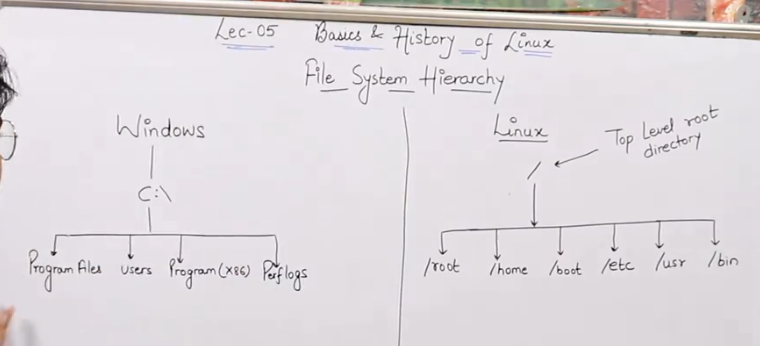 Lec-05 Basics & History of Linux
File System Hierarchy
Windows
C:\
Program files users Program(X86) Perflogs
Linux
Top Level root
directory
/
/root /home /boot /etc /usr /bin